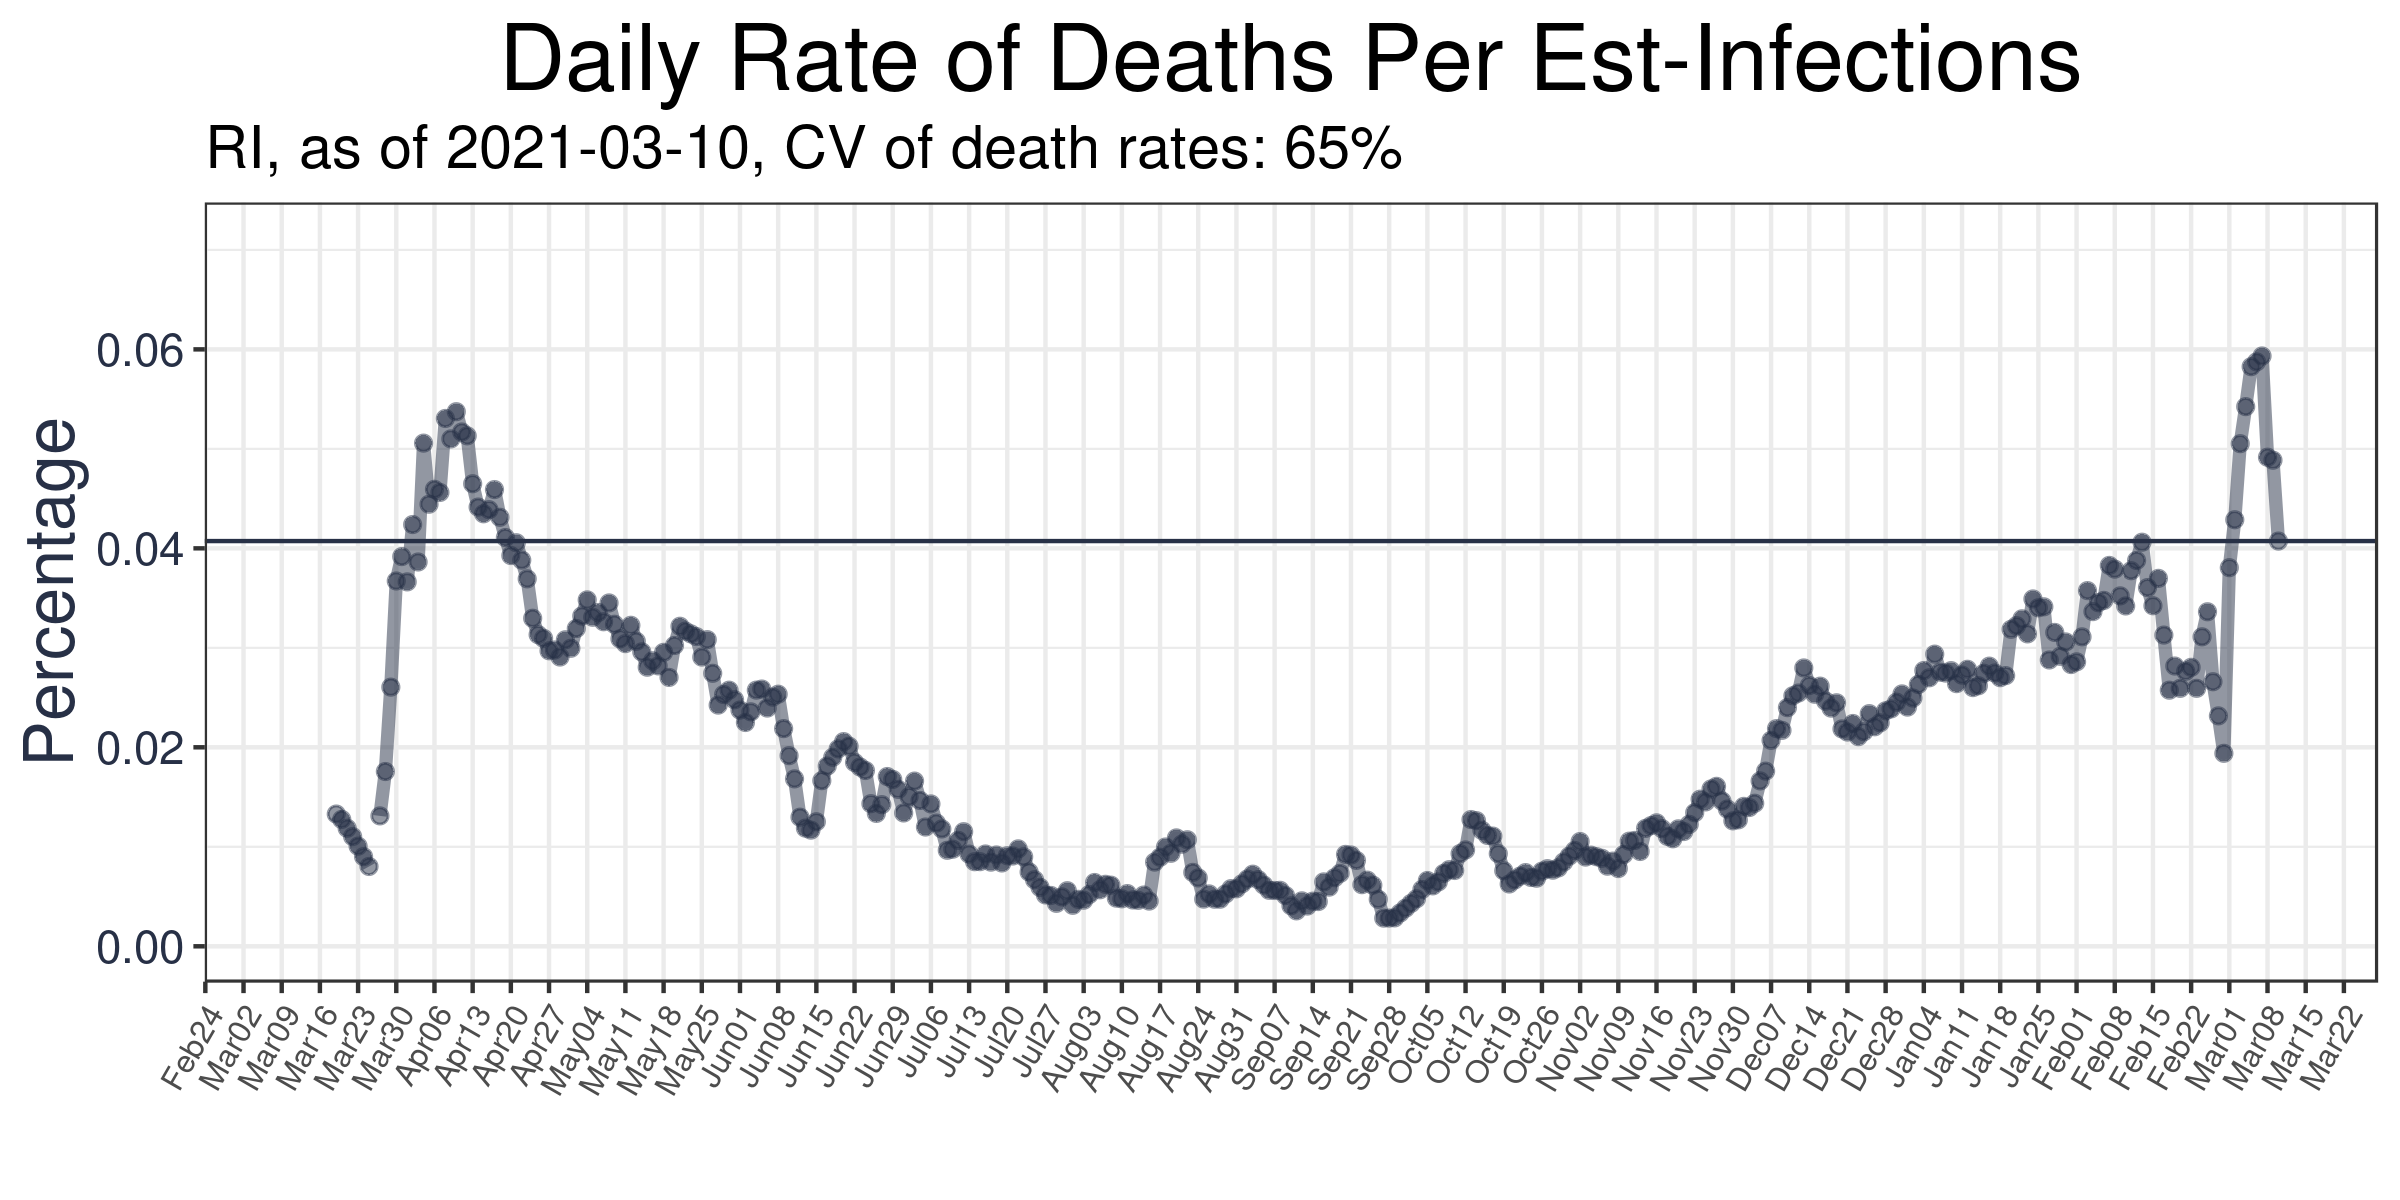 Daily Rate of Deaths Per Est-Infections
RI, as of 2021-03-10, CV of death rates: 65%
Percentage
0.06
0.04
0.02
0.00
Feb24
Mar02
Mar09
Mar16
Mar23
Mar30
Apr06
Apr13
Apr20
Apr27
May04
May11
May18
May25
Jun01
Jun08
Jun15
Jun22
Jun29
Jul06
Jul13
Jul20
Jul27
Aug03
Aug10
Aug17
Aug24
Aug31
Sep07
Sep14
Sep21
Sep28
Oct05
Oct12
Oct19
Oct26
Nov02
Nov09
Nov16
Nov23
Nov30
Dec07
Dec14
Dec21
Dec28
Jan04
Jan11
Jan18
Jan25
Feb01
Feb08
Feb15
Feb22
Mar01
Mar08
Mar15
Mar22